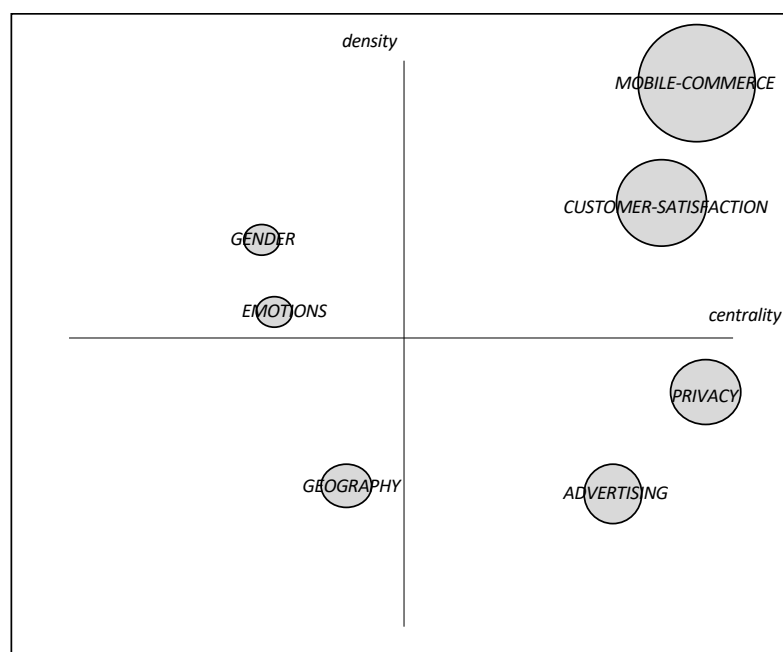 density
MOBILE-COMMERCE
CUSTOMER-SATISFACTION
GENDER
EMOTIONS
centrality
PRIVACY
GEOGRAPHY
ADVERTISING